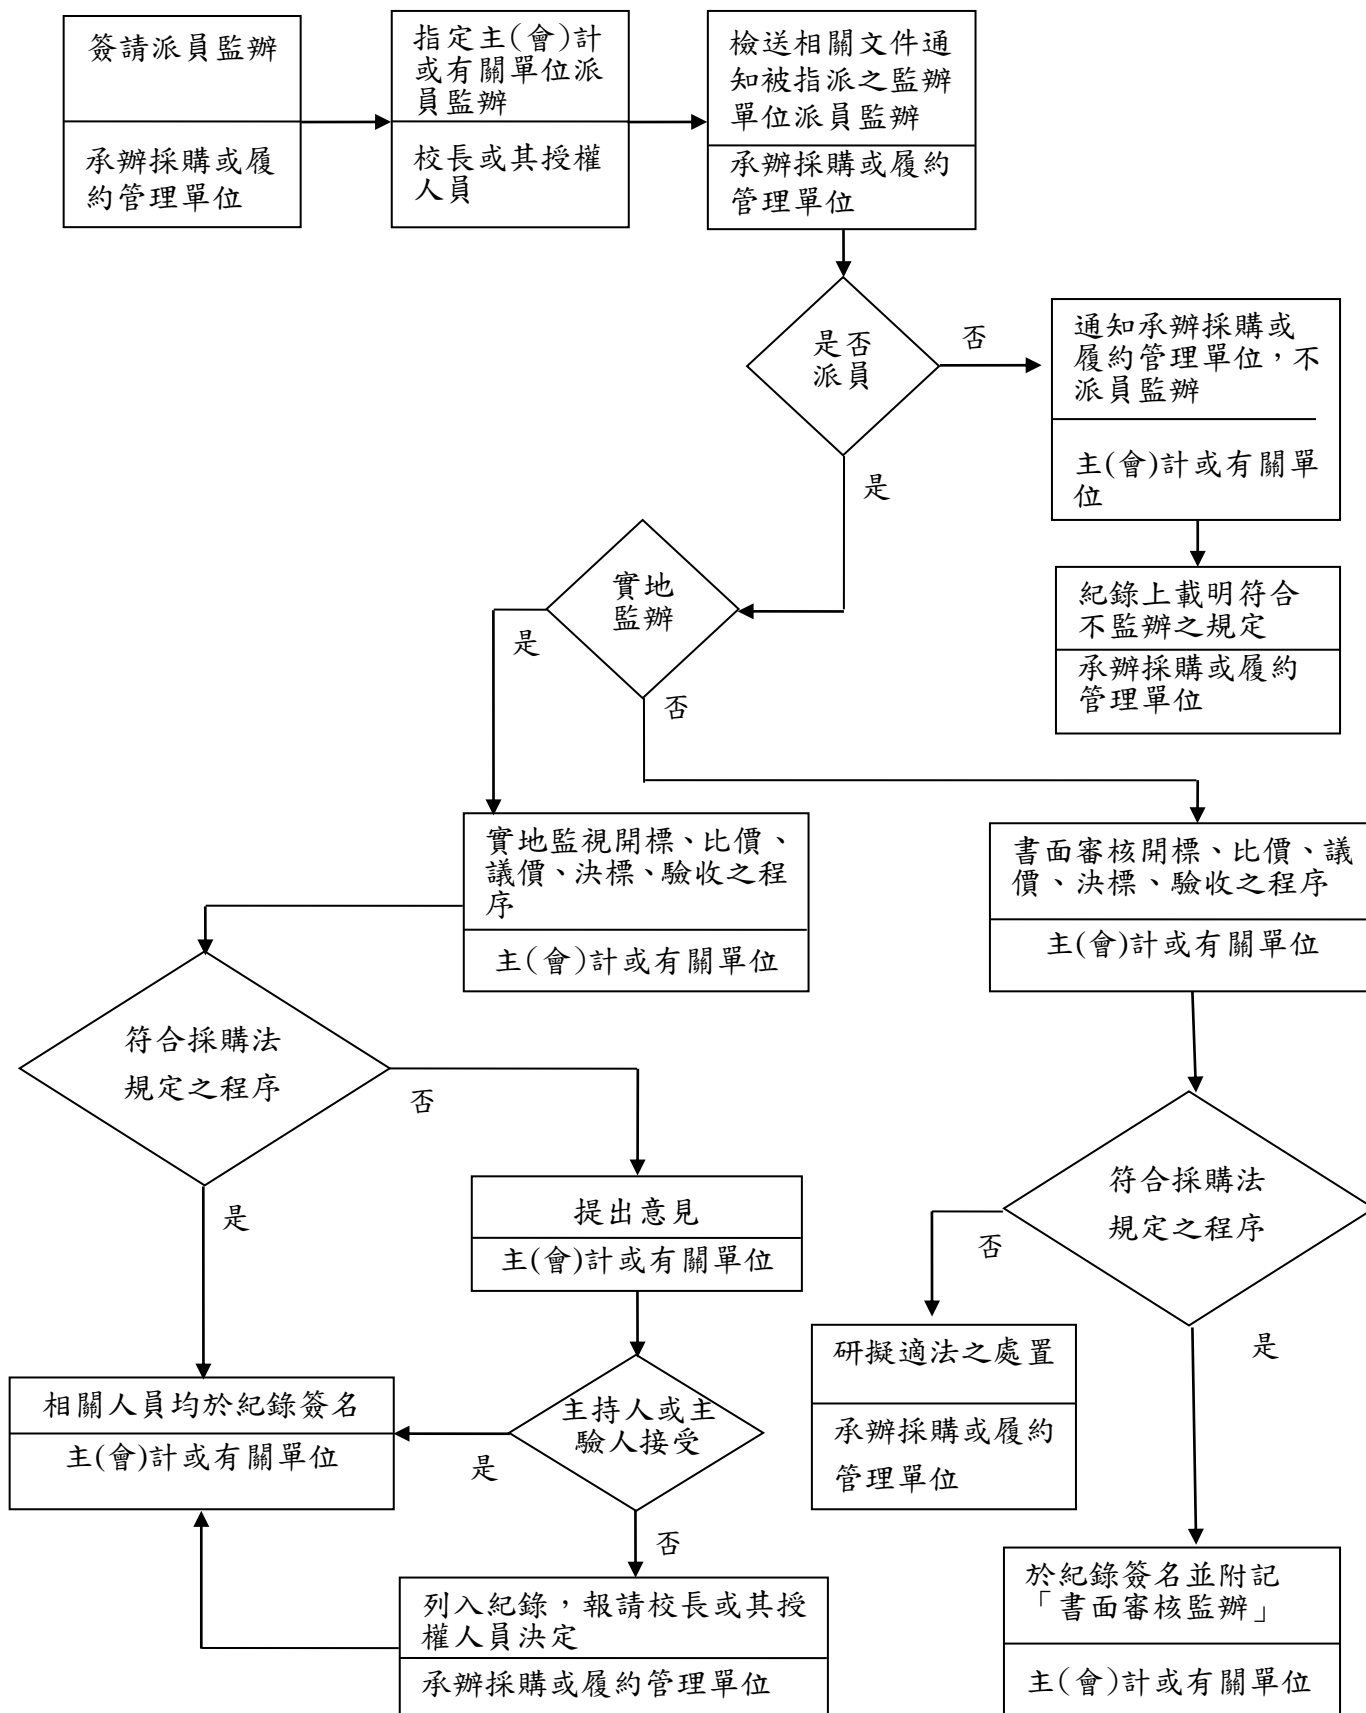 簽請派員監辦
承辦採購或履
約管理單位
指定主(會)計
或有關單位派
員監辦
校長或其授權
人員
檢送相關文件通
知被指派之監辦
單位派員監辦
承辦採購或履約
管理單位
是否
派員
否
通知承辦採購或
履約管理單位，不
派員監辦
主(會)計或有關單
位
是
紀錄上載明符合
不監辦之規定
承辦採購或履約
管理單位
實地
監辦
是
否
實地監視開標、比價、
議價、決標、驗收之程
序
主(會)計或有關單位
書面審核開標、比價、議
價、決標、驗收之程序
主(會)計或有關單位
符合採購法
規定之程序
否
是
提出意見
主(會)計或有關單位
符合採購法
規定之程序
否
是
研擬適法之處置
承辦採購或履約
管理單位
主持人或主
驗人接受
是
否
相關人員均於紀錄簽名
主(會)計或有關單位
列入紀錄，報請校長或其授
權人員決定
承辦採購或履約管理單位
於紀錄簽名並附記
「書面審核監辦」
主(會)計或有關單位